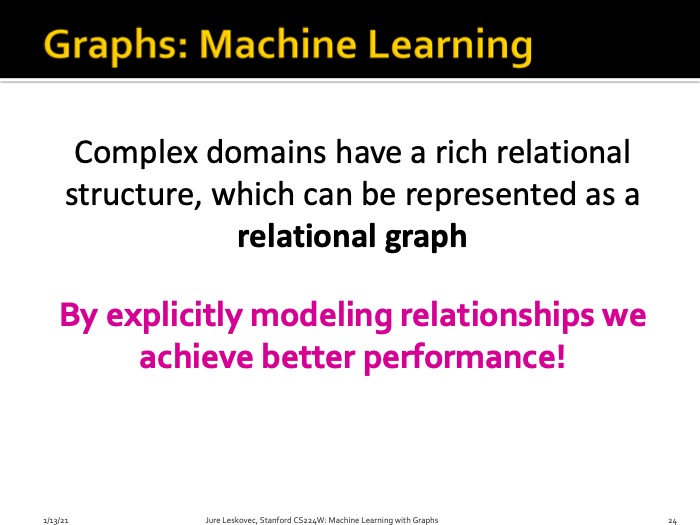 Graphs: Machine Learning
Complex domains have a rich relational
structure, which can be represented as a
relational graph
By explicitly modeling relationships we
achieve better performance!
1/13/21
Jure Leskovec, Stanford CS224W: Machine Learning with Graphs
24